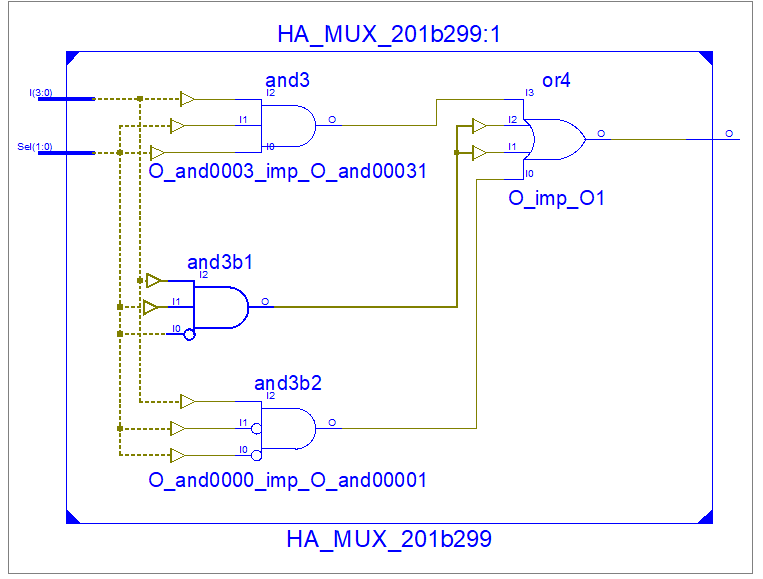 HA_MUX_201b299:1
and3
or4
I(3:0)
I2
I3
I1
O
I2
O
O
Sel(1:0)
I0
I1
O_and0003_imp_O_and00031
I0
O_imp_O1
and3b1
I2
I1
O
I0
and3b2
I2
I1
O
I0
O_and0000_imp_O_and00001
HA_MUX_201b299